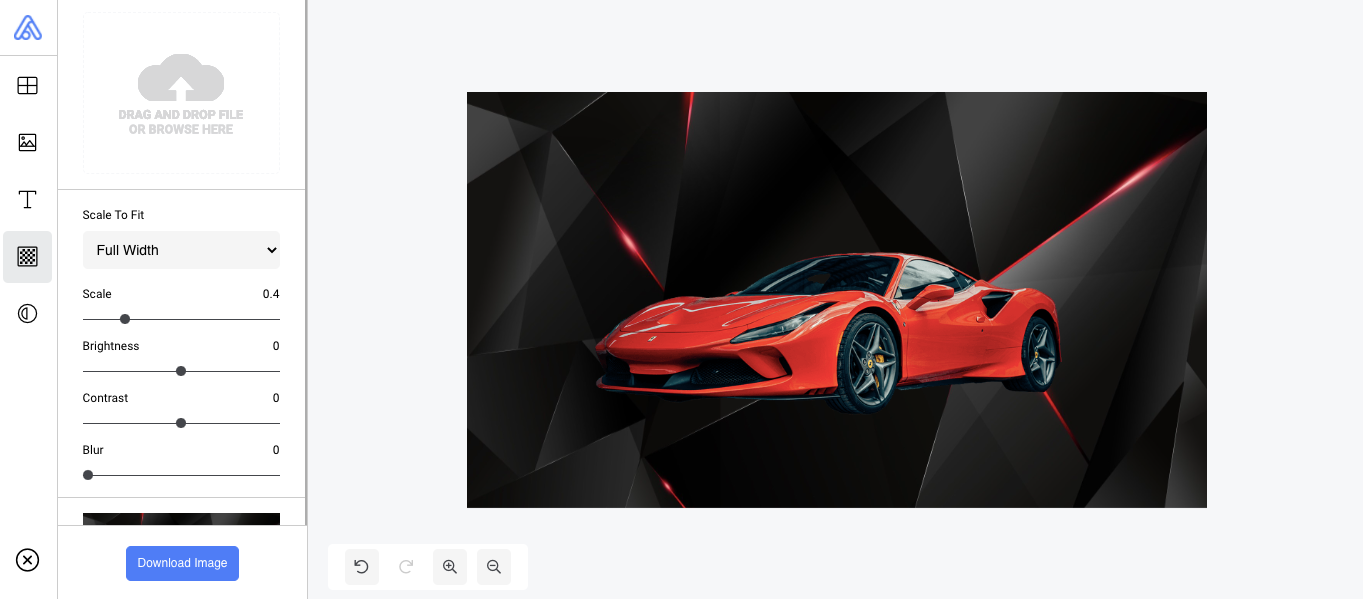 DRAG AND DROP FILE
OR BROWSE HERE
Scale To Fit
Full Width
Scale 0.4
Brightness 0
Contrast 0
Blur 0
Download Image